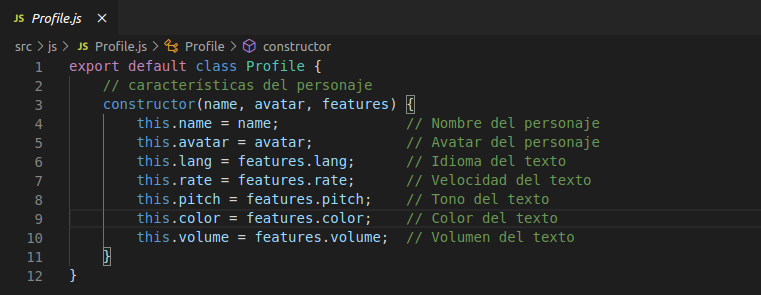 JS Profile.js ×
src > js > JS Profile.js > Profile > constructor
1 export default class Profile {
2 // características del personaje
3 constructor(name, avatar, features) {
4 this.name = name; // Nombre del personaje
5 this.avatar = avatar; // Avatar del personaje
6 this.lang = features.lang; // Idioma del texto
7 this.rate = features.rate; // Velocidad del texto
8 this.pitch = features.pitch; // Tono del texto
9 this.color = features.color; // Color del texto
10 this.volume = features.volume; // Volumen del texto
11 }
12 }